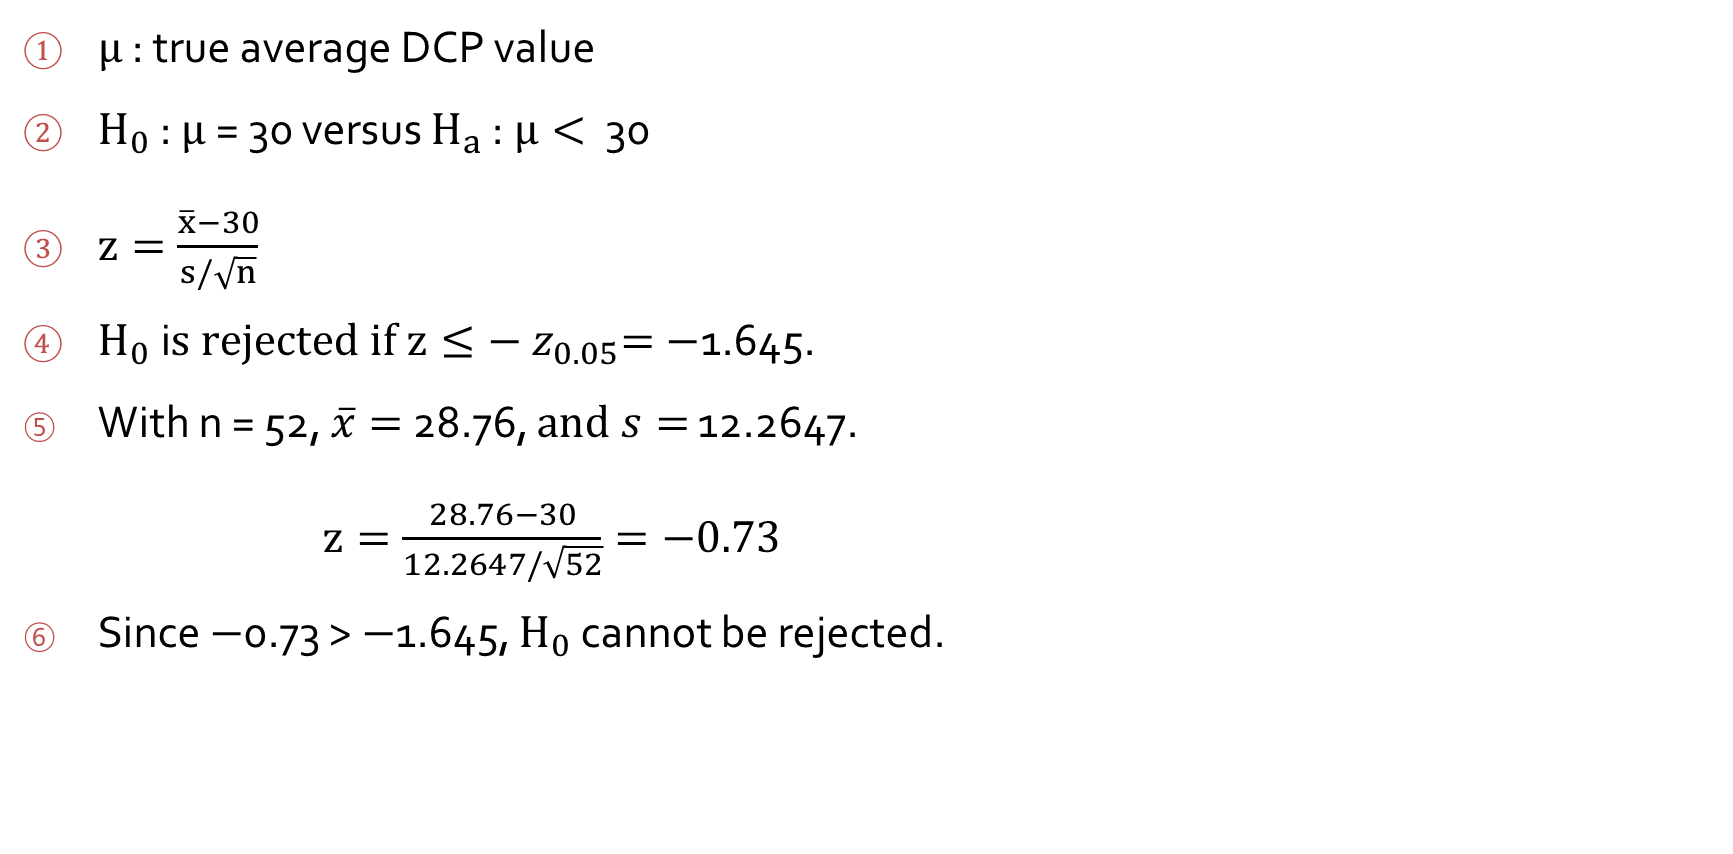 ① μ : true average DCP value
② H₀ : μ = 30 versus Hₐ : μ < 30
③ z = (x̄−30)/(s/√n)
④ H₀ is rejected if z ≤ − z₀.₀₅= −1.645.
⑤ With n = 52, x̄ = 28.76, and s = 12.2647.
z = (28.76−30)/(12.2647/√52) = −0.73
⑥ Since −0.73 > −1.645, H₀ cannot be rejected.